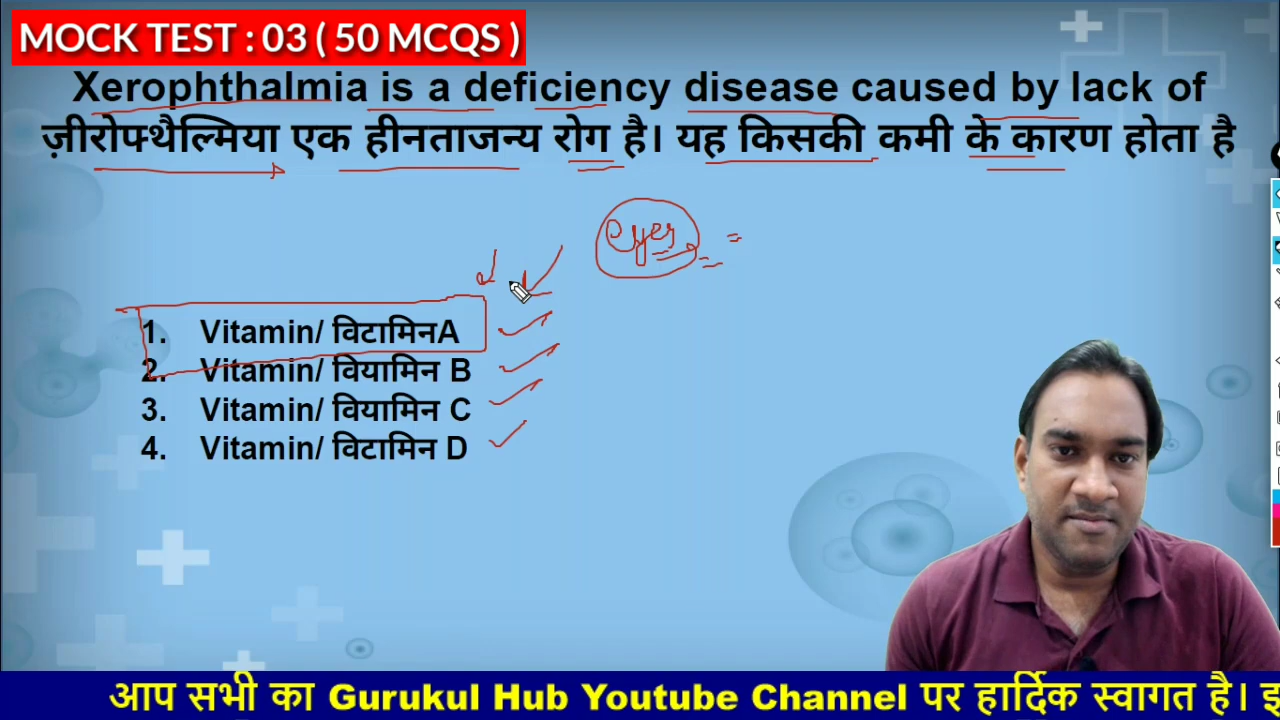 MOCK TEST : 03 ( 50 MCQS )
Xerophthalmia is a deficiency disease caused by lack of
ज़ीरोफ्थैल्मिया एक हीनताजन्य रोग है। यह किसकी कमी के कारण होता है
eyes
1. Vitamin/ विटामिनA
2. Vitamin/ वियामिन B
3. Vitamin/ वियामिन C
4. Vitamin/ विटामिन D
आप सभी का Gurukul Hub Youtube Channel पर हार्दिक स्वागत है।